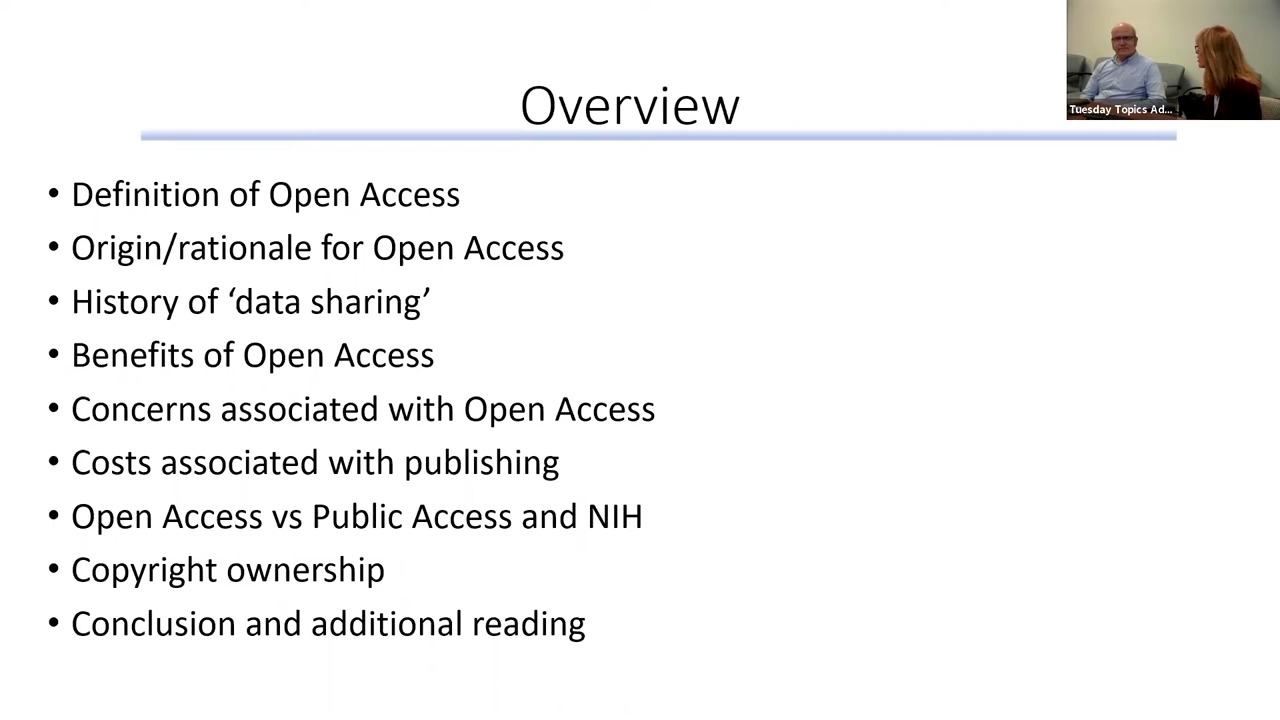 Overview
Tuesday Topics Ad...
• Definition of Open Access
• Origin/rationale for Open Access
• History of ‘data sharing’
• Benefits of Open Access
• Concerns associated with Open Access
• Costs associated with publishing
• Open Access vs Public Access and NIH
• Copyright ownership
• Conclusion and additional reading